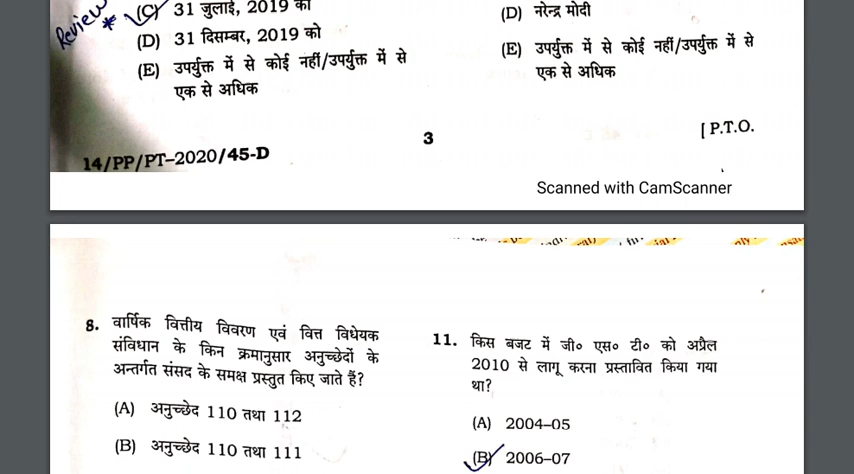 Review
* (C) 31 जुलाई, 2019 को
(D) 31 दिसम्बर, 2019 को
(E) उपर्युक्त में से कोई नहीं/उपर्युक्त में से
एक से अधिक
(D) नरेन्द्र मोदी
(E) उपर्युक्त में से कोई नहीं/उपर्युक्त में से
एक से अधिक
14/PP/PT–2020/45-D
3
[ P.T.O.
Scanned with CamScanner
8. वार्षिक वित्तीय विवरण एवं वित्त विधेयक
संविधान के किन क्रमानुसार अनुच्छेदों के
अन्तर्गत संसद के समक्ष प्रस्तुत किए जाते हैं?
(A) अनुच्छेद 110 तथा 112
(B) अनुच्छेद 110 तथा 111
11. किस बजट में जी० एस० टी० को अप्रैल
2010 से लागू करना प्रस्तावित किया गया
था?
(A) 2004–05
(B) 2006–07